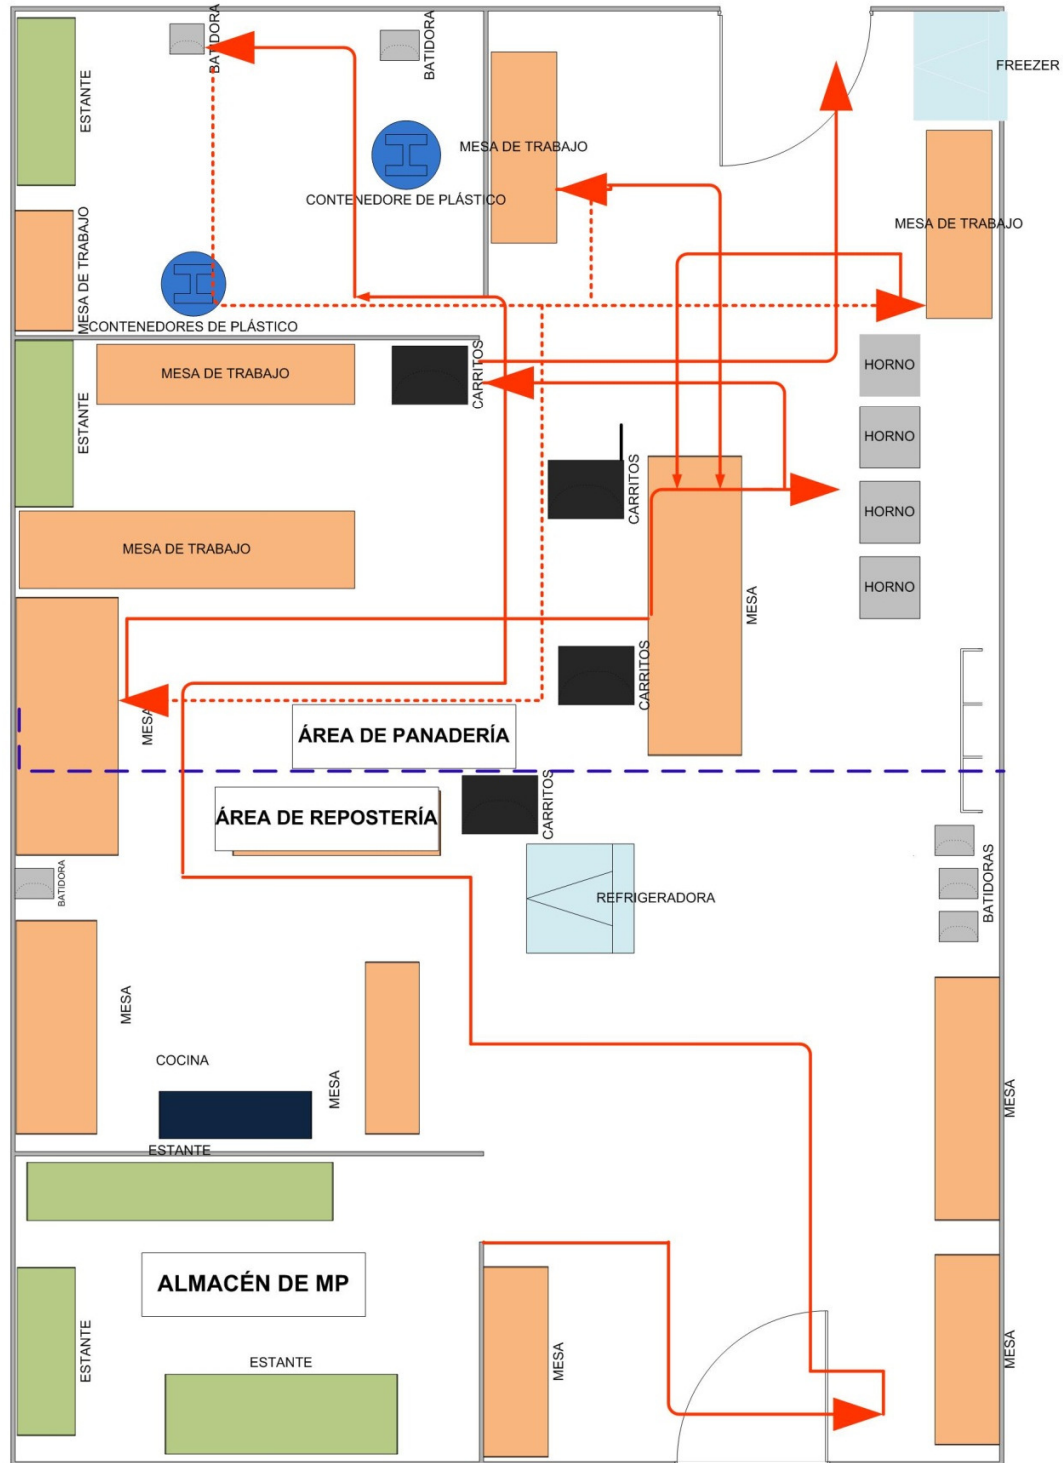 BATIDORA
BATIDORA
FREEZER
ESTANTE
MESA DE TRABAJO
MESA DE TRABAJO
CONTENEDORE DE PLÁSTICO
MESA DE TRABAJO
CONTENEDORES DE PLÁSTICO
MESA DE TRABAJO
CARRITOS
HORNO
ESTANTE
HORNO
CARRITOS
HORNO
MESA DE TRABAJO
HORNO
MESA
CARRITOS
MESA
ÁREA DE PANADERÍA
ÁREA DE REPOSTERÍA
CARRITOS
BATIDORA
REFRIGERADORA
BATIDORAS
MESA
COCINA
MESA
MESA
ESTANTE
ALMACÉN DE MP
ESTANTE
ESTANTE
MESA
MESA